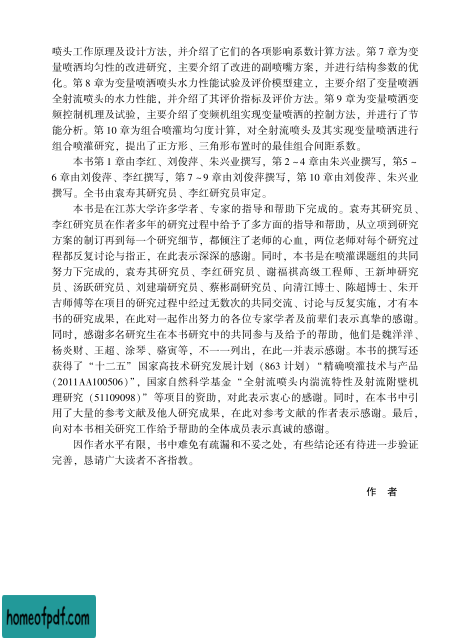 喷头工作原理及设计方法，并介绍了它们的各项影响系数计算方法。第 7 章为变
量喷洒均匀性的改进研究，主要介绍了改进的副喷嘴方案，并进行结构参数的优
化。第 8 章为变量喷洒喷头水力性能试验及评价模型建立，主要介绍了变量喷洒
全射流喷头的水力性能，并介绍了其评价指标及评价方法。第 9 章为变量喷洒变
频控制机理及试验，主要介绍了变频机组实现变量喷洒的控制方法，并进行了节
能分析。第 10 章为组合喷灌均匀度计算，对全射流喷头及其实现变量喷洒进行
组合喷灌研究，提出了正方形、三角形布置时的最佳组合间距系数。
本书第 1 章由李红、刘俊萍、朱兴业撰写，第 2 ~ 4 章由朱兴业撰写，第5 ~
6 章由刘俊萍、李红撰写，第 7 ~ 9 章由刘俊萍撰写，第 10 章由刘俊萍、朱兴业
撰写。全书由袁寿其研究员、李红研究员审定。
本书是在江苏大学许多学者、专家的指导和帮助下完成的。袁寿其研究员、
李红研究员在作者多年的研究过程中给予了多方面的指导和帮助，从立项到研究
方案的制订再到每一个研究细节，都倾注了老师的心血，两位老师对每个研究过
程都反复讨论与指正，在此表示深深的感谢。同时，本书是在喷灌课题组的共同
努力下完成的，袁寿其研究员、李红研究员、谢福祺高级工程师、王新坤研究
员、汤跃研究员、刘建瑞研究员、蔡彬副研究员、向清江博士、陈超博士、朱开
吉师傅等在项目的研究过程中经过无数次的共同交流、讨论与反复实施，才有本
书的研究成果，在此对一起作出努力的各位专家学者及前辈们表示真挚的感谢。
同时，感谢多名研究生在本书研究中的共同参与及给予的帮助，他们是魏洋洋、
杨炎财、王超、涂琴、骆寅等，不一一列出，在此一并表示感谢。本书的撰写还
获得了 “十二五” 国家高技术研究发展计划 (863 计划) “精确喷灌技术与产品
(2011AA100506)”，国家自然科学基金 “全射流喷头内湍流特性及射流附壁机
理研究 (51109098)” 等项目的资助，对此表示衷心的感谢。同时，在本书中引
用了大量的参考文献及他人研究成果，在此对参考文献的作者表示感谢。最后，
向对本书相关研究工作给予帮助的全体成员表示真诚的感谢。
因作者水平有限，书中难免有疏漏和不妥之处，有些结论还有待进一步验证
完善，恳请广大读者不吝指教。
作 者
homeofpdf.com